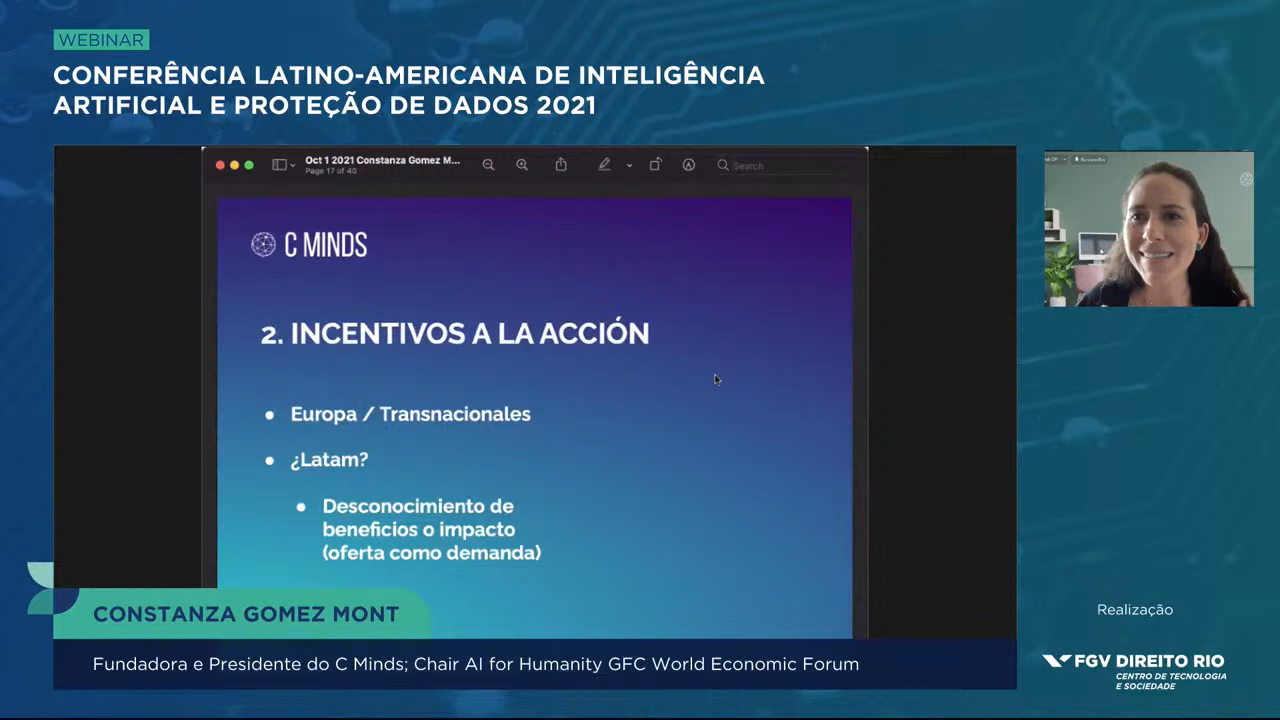 WEBINAR
CONFERÊNCIA LATINO-AMERICANA DE INTELIGÊNCIA
ARTIFICIAL E PROTEÇÃO DE DADOS 2021
Oct 1 2021 Constanza Gomez M...
Page 17 of 40
Search
C MINDS
2. INCENTIVOS A LA ACCIÓN
• Europa / Transnacionales
• ¿Latam?
• Desconocimiento de
beneficios o impacto
(oferta como demanda)
CONSTANZA GOMEZ MONT
Fundadora e Presidente do C Minds; Chair AI for Humanity GFC World Economic Forum
Realização
FGV DIREITO RIO
CENTRO DE TECNOLOGIA
E SOCIEDADE